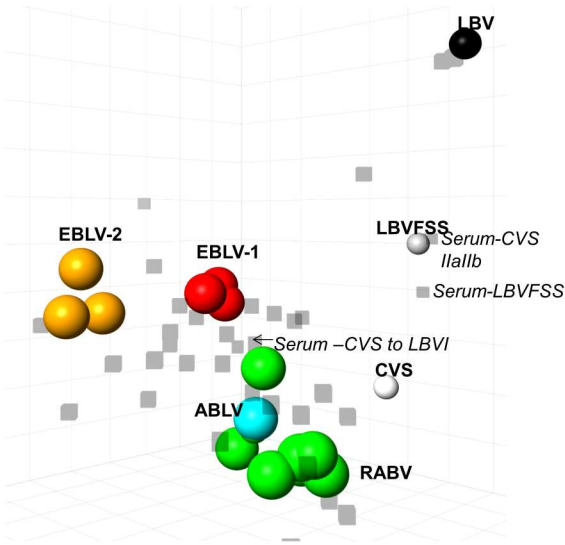 LBV
LBVFSS
Serum-CVS
IIaIIb
EBLV-2
EBLV-1
Serum-LBVFSS
Serum –CVS to LBVI
CVS
ABLV
RABV